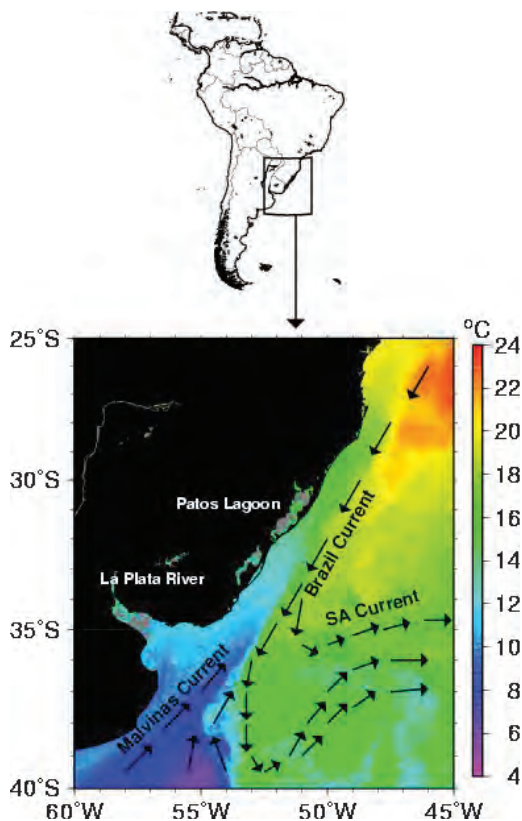 °C
25°S
30°S
35°S
40°S
60°W
55°W
50°W
45°W
24
22
20
18
16
14
12
10
8
6
4
Patos Lagoon
La Plata River
Brazil Current
SA Current
Malvinas Current